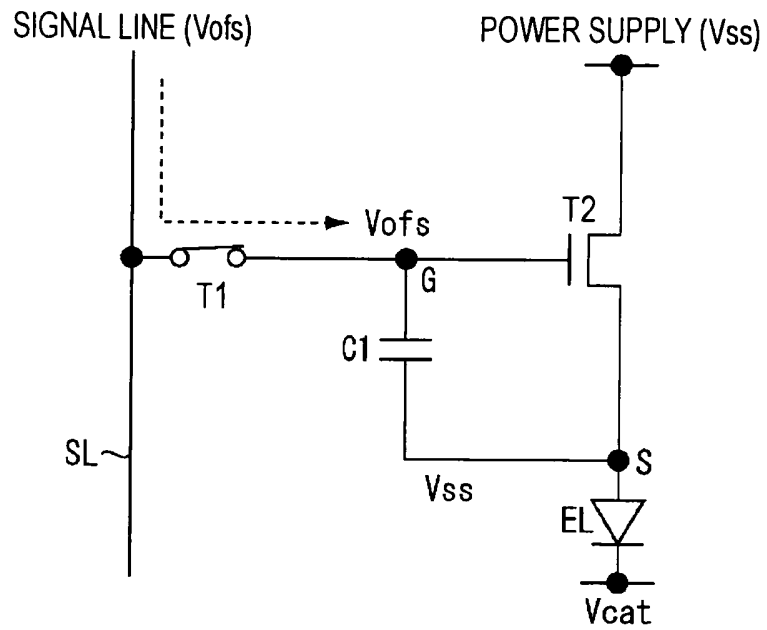 SIGNAL LINE (Vofs)
POWER SUPPLY (Vss)
Vofs
T2
T1
G
C1
SL
S
Vss
EL
Vcat